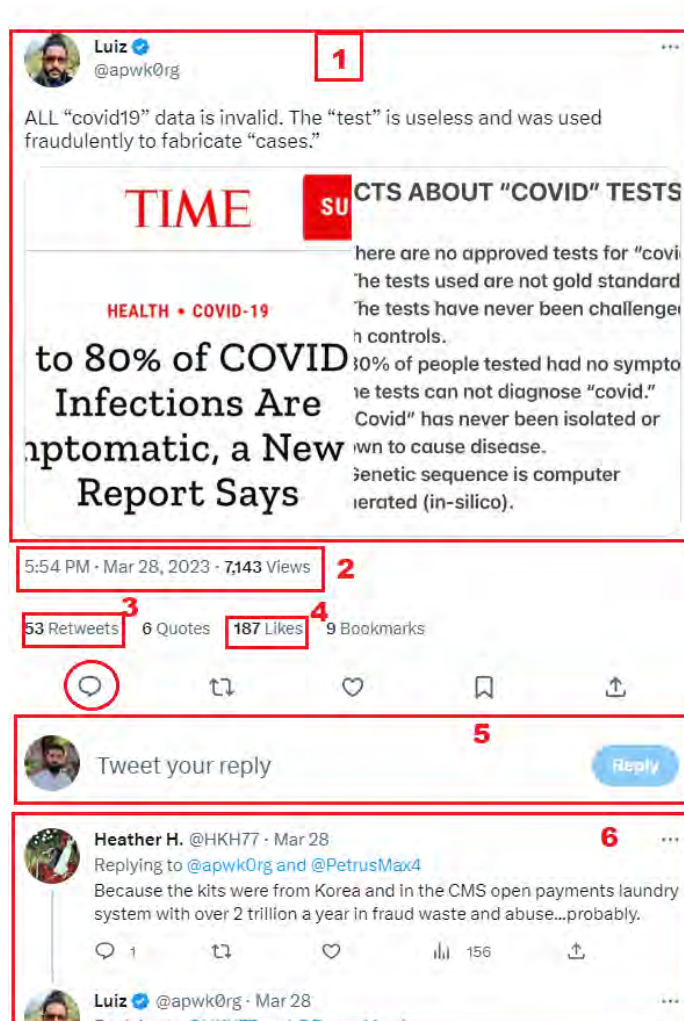 Luiz
@apwk0rg
1
ALL “covid19” data is invalid. The “test” is useless and was used
fraudulently to fabricate “cases.”
TIME
SU
HEALTH • COVID-19
to 80% of COVID
Infections Are
nptomatic, a New
Report Says
CTS ABOUT “COVID” TESTS
here are no approved tests for “covi
he tests used are not gold standard
he tests have never been challenge
h controls.
0% of people tested had no sympto
e tests can not diagnose “covid.”
Covid” has never been isolated or
wn to cause disease.
Genetic sequence is computer
erated (in-silico).
5:54 PM · Mar 28, 2023 · 7,143 Views
2
3
4
53 Retweets 6 Quotes 187 Likes 9 Bookmarks
5
Tweet your reply
Reply
6
Heather H. @HKH77 · Mar 28
Replying to @apwk0rg and @PetrusMax4
Because the kits were from Korea and in the CMS open payments laundry
system with over 2 trillion a year in fraud waste and abuse...probably.
1 156
Luiz @apwk0rg · Mar 28